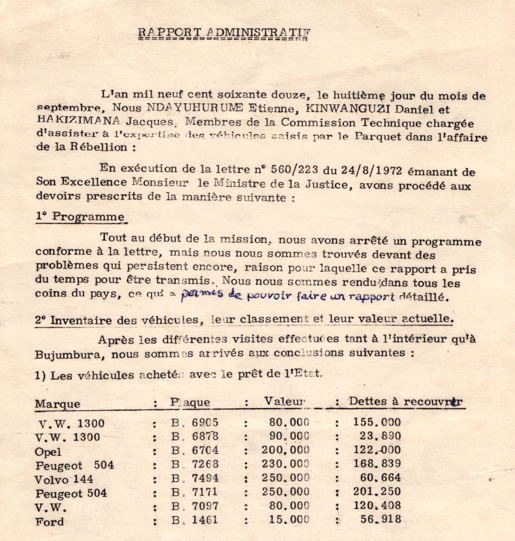 RAPPORT ADMINISTRATIF
L'an mil neuf cent soixante douze, le huitième jour du mois de
septembre, Nous NDAYUHURUME Etienne, KINWANGUZI Daniel et
HAKIZIMANA Jacques, Membres de la Commission Technique chargée
d'assister à l'expertise des véhicules saisis par le Parquet dans l'affaire
de la Rébellion :
En exécution de la lettre n° 560/223 du 24/8/1972 émanant de
Son Excellence Monsieur le Ministre de la Justice, avons procédé aux
devoirs prescrits de la manière suivante :
1° Programme
Tout au début de la mission, nous avons arrêté un programme
conforme à la lettre, mais nous nous sommes trouvés devant des
problèmes qui persistent encore, raison pour laquelle ce rapport a pris
du temps pour être transmis. Nous nous sommes rendus dans tous les
coins du pays, ce qui a permis de pouvoir faire un rapport détaillé.
2° Inventaire des véhicules, leur classement et leur valeur actuelle.
Après les différentes visites effectuées tant à l'intérieur qu'à
Bujumbura, nous sommes arrivés aux conclusions suivantes :
1) Les véhicules achetés avec le prêt de l'Etat.
Marque : Plaque : Valeur : Dettes à recouvrir
V.W. 1300 : B. 6905 : 80.000 : 155.000
V.W. 1300 : B. 6878 : 90.000 : 23.890
Opel : B. 6704 : 200.000 : 122.000
Peugeot 504 : B. 7268 : 230.000 : 168.839
Volvo 144 : B. 7494 : 250.000 : 60.664
Peugeot 504 : B. 7171 : 250.000 : 201.250
V.W. : B. 7097 : 80.000 : 120.408
Ford : B. 1461 : 15.000 : 56.918